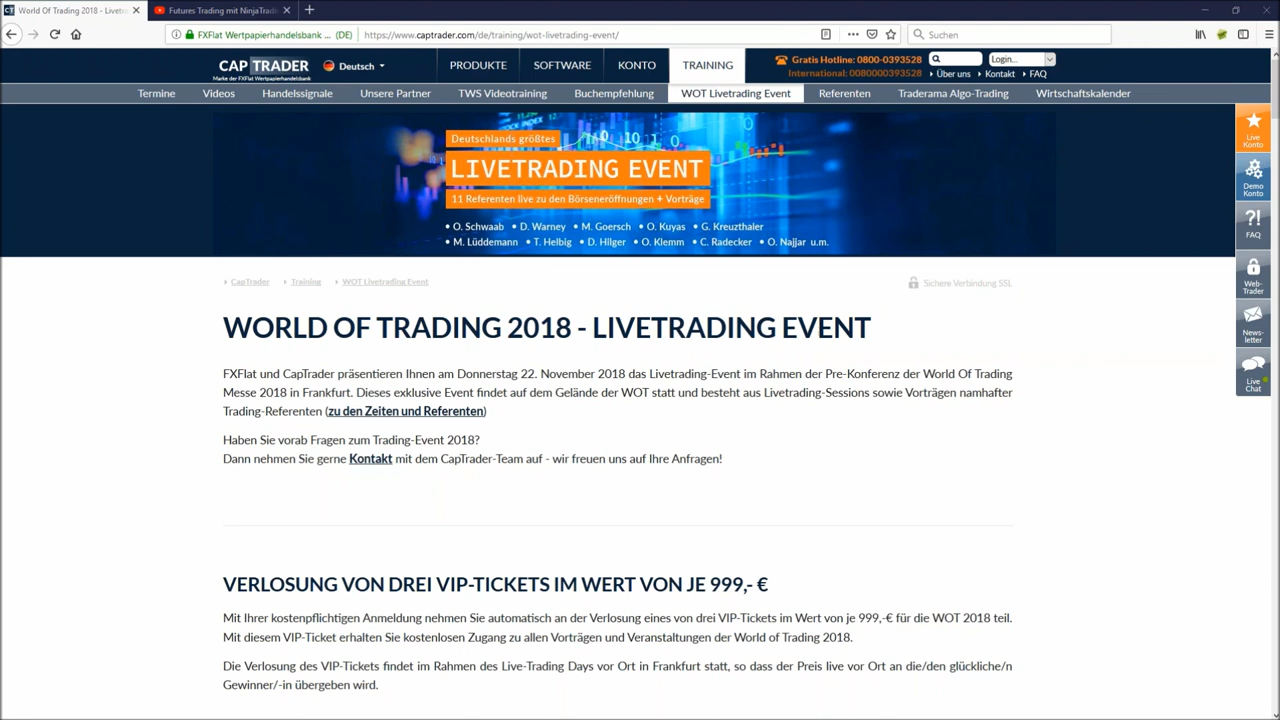 World Of Trading 2018 - Livetra
Futures Trading mit NinjaTrad
FXFlat Wertpapierhandelsbank ... (DE)
https://www.captrader.com/de/training/wot-livetrading-event/
Suchen
CAP TRADER
Marke der FXFlat Wertpapierhandelsbank
Deutsch
PRODUKTE
SOFTWARE
KONTO
TRAINING
Gratis Hotline: 0800-0393528
International: 0080000393528
Login...
Über uns
Kontakt
FAQ
Termine
Videos
Handelssignale
Unsere Partner
TWS Videotraining
Buchempfehlung
WOT Livetrading Event
Referenten
Traderama Algo-Trading
Wirtschaftskalender
STOCK INDEX
Deutschlands größtes
LIVETRADING EVENT
11 Referenten live zu den Börseneröffnungen + Vorträge
• O. Schwaab • D. Warney • M. Goersch • O. Kuyas • G. Kreuzthaler
• M. Lüddemann • T. Helbig • D. Hilger • O. Klemm • C. Radecker • O. Najjar u.m.
Live Konto
Demo Konto
?!
FAQ
Web-Trader
News-letter
Live Chat
CapTrader
Training
WOT Livetrading Event
Sichere Verbindung SSL
WORLD OF TRADING 2018 - LIVETRADING EVENT
FXFlat und CapTrader präsentieren Ihnen am Donnerstag 22. November 2018 das Livetrading-Event im Rahmen der Pre-Konferenz der World Of Trading
Messe 2018 in Frankfurt. Dieses exklusive Event findet auf dem Gelände der WOT statt und besteht aus Livetrading-Sessions sowie Vorträgen namhafter
Trading-Referenten (zu den Zeiten und Referenten)
Haben Sie vorab Fragen zum Trading-Event 2018?
Dann nehmen Sie gerne Kontakt mit dem CapTrader-Team auf - wir freuen uns auf Ihre Anfragen!
VERLOSUNG VON DREI VIP-TICKETS IM WERT VON JE 999,- €
Mit Ihrer kostenpflichtigen Anmeldung nehmen Sie automatisch an der Verlosung eines von drei VIP-Tickets im Wert von je 999,-€ für die WOT 2018 teil.
Mit diesem VIP-Ticket erhalten Sie kostenlosen Zugang zu allen Vorträgen und Veranstaltungen der World of Trading 2018.
Die Verlosung des VIP-Tickets findet im Rahmen des Live-Trading Days vor Ort in Frankfurt statt, so dass der Preis live vor Ort an die/den glückliche/n
Gewinner/-in übergeben wird.